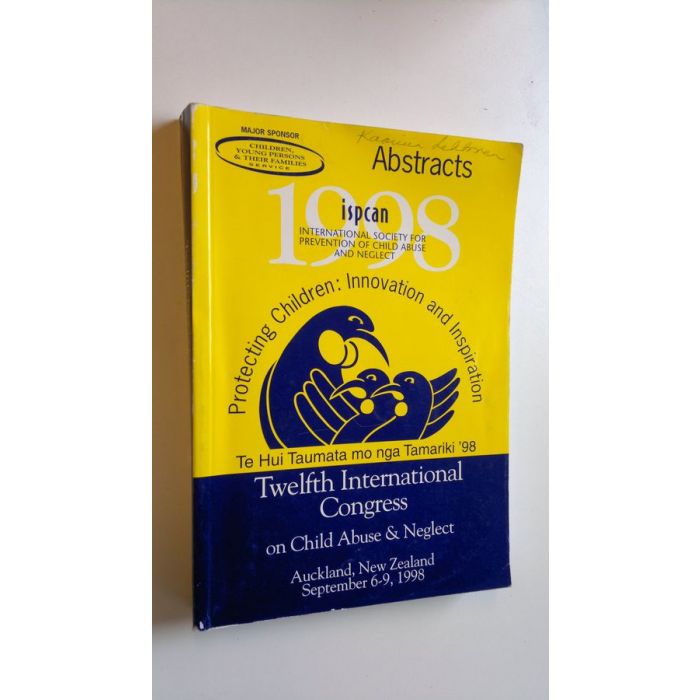 MAJOR SPONSOR
CHILDREN,
YOUNG PERSONS
& THEIR FAMILIES
SERVICE
Abstracts
1998
ispcan
INTERNATIONAL SOCIETY FOR
PREVENTION OF CHILD ABUSE
AND NEGLECT
Protecting Children: Innovation and Inspiration
Te Hui Taumata mo nga Tamariki '98
Twelfth International
Congress
on Child Abuse & Neglect
Auckland, New Zealand
September 6-9, 1998